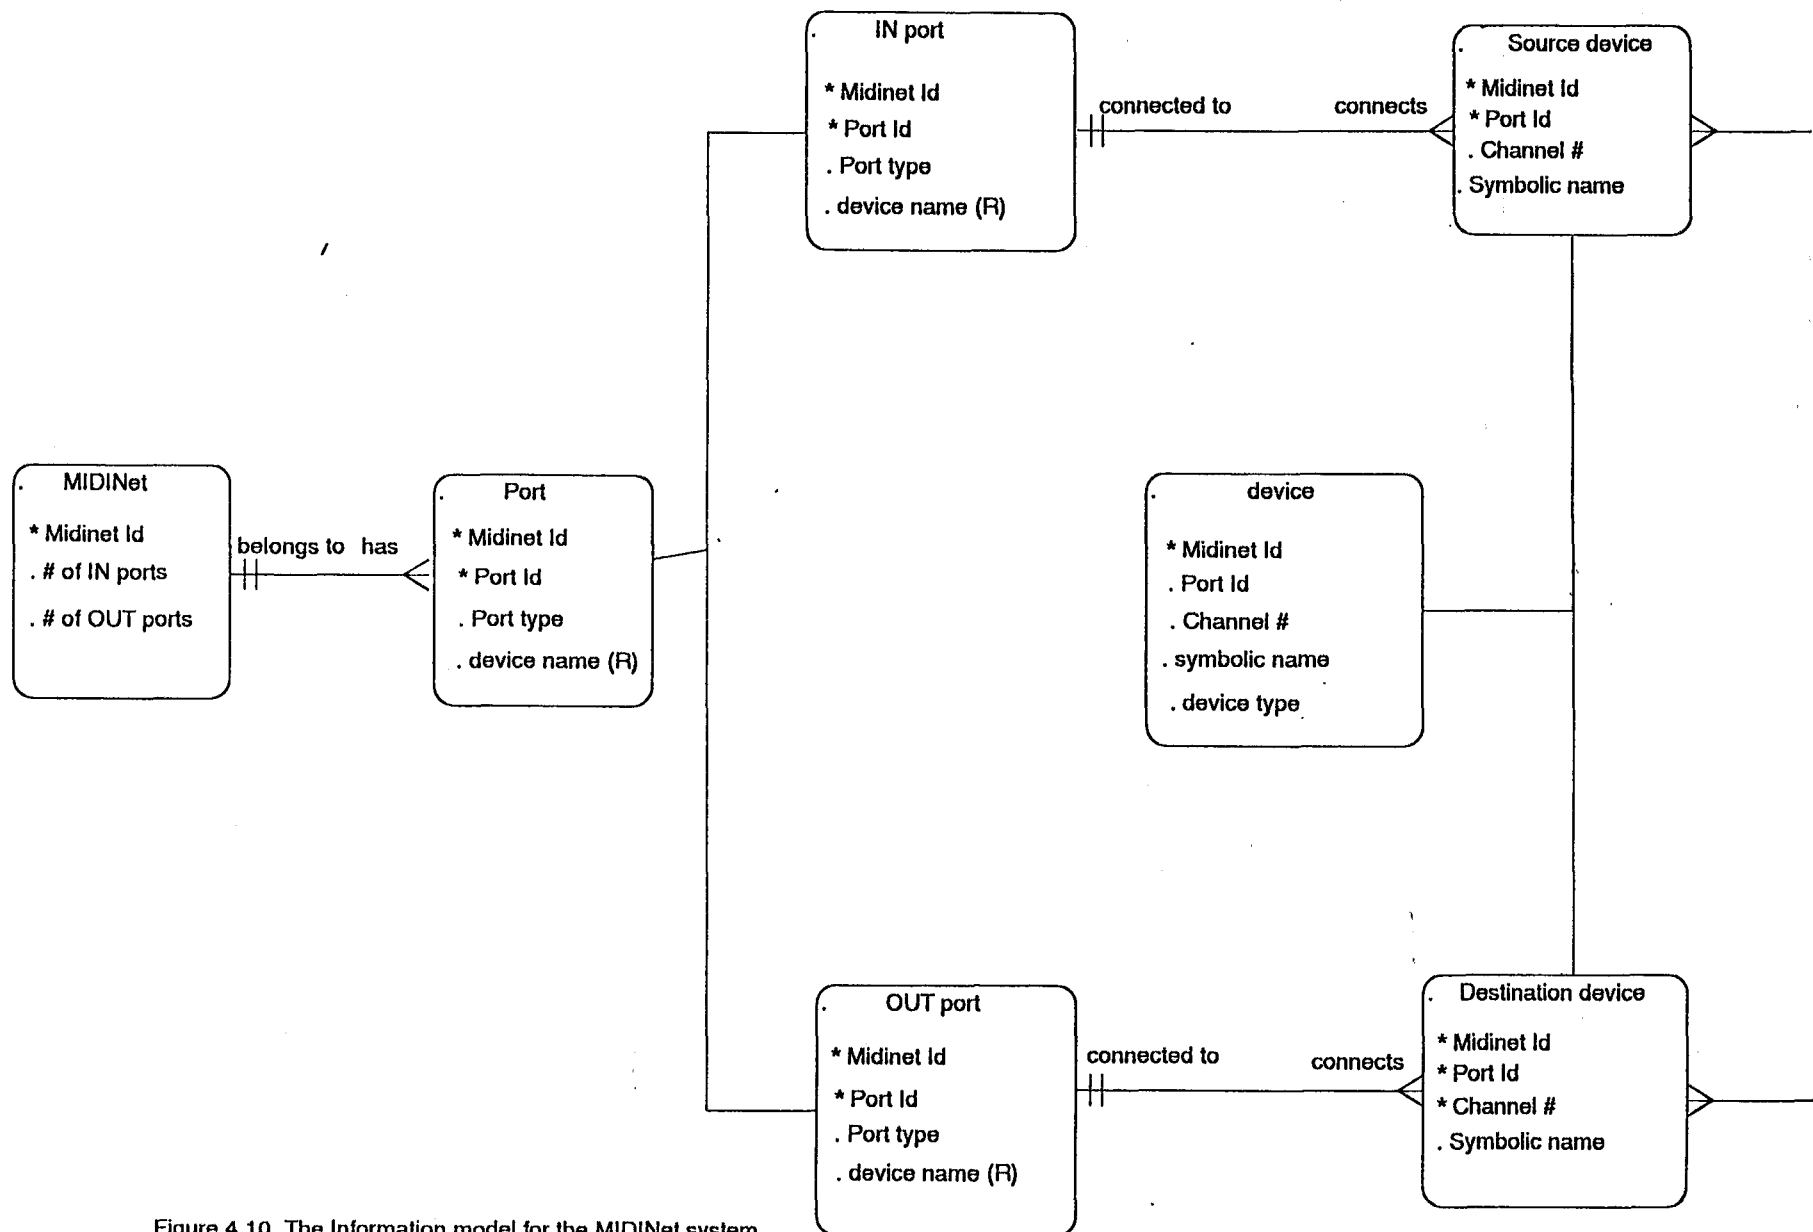 IN port
* Midinet Id
* Port Id
. Port type
. device name (R)
connected to
connects
. Source device
* Midinet Id
* Port Id
. Channel #
. Symbolic name
. MIDINet
* Midinet Id
. # of IN ports
. # of OUT ports
belongs to has
. Port
* Midinet Id
* Port Id
. Port type
. device name (R)
. device
* Midinet Id
. Port Id
. Channel #
. symbolic name
. device type
. OUT port
* Midinet Id
* Port Id
. Port type
. device name (R)
connected to
connects
. Destination device
* Midinet Id
* Port Id
* Channel #
. Symbolic name
Figure 4.10 The Information model for the MIDINet system